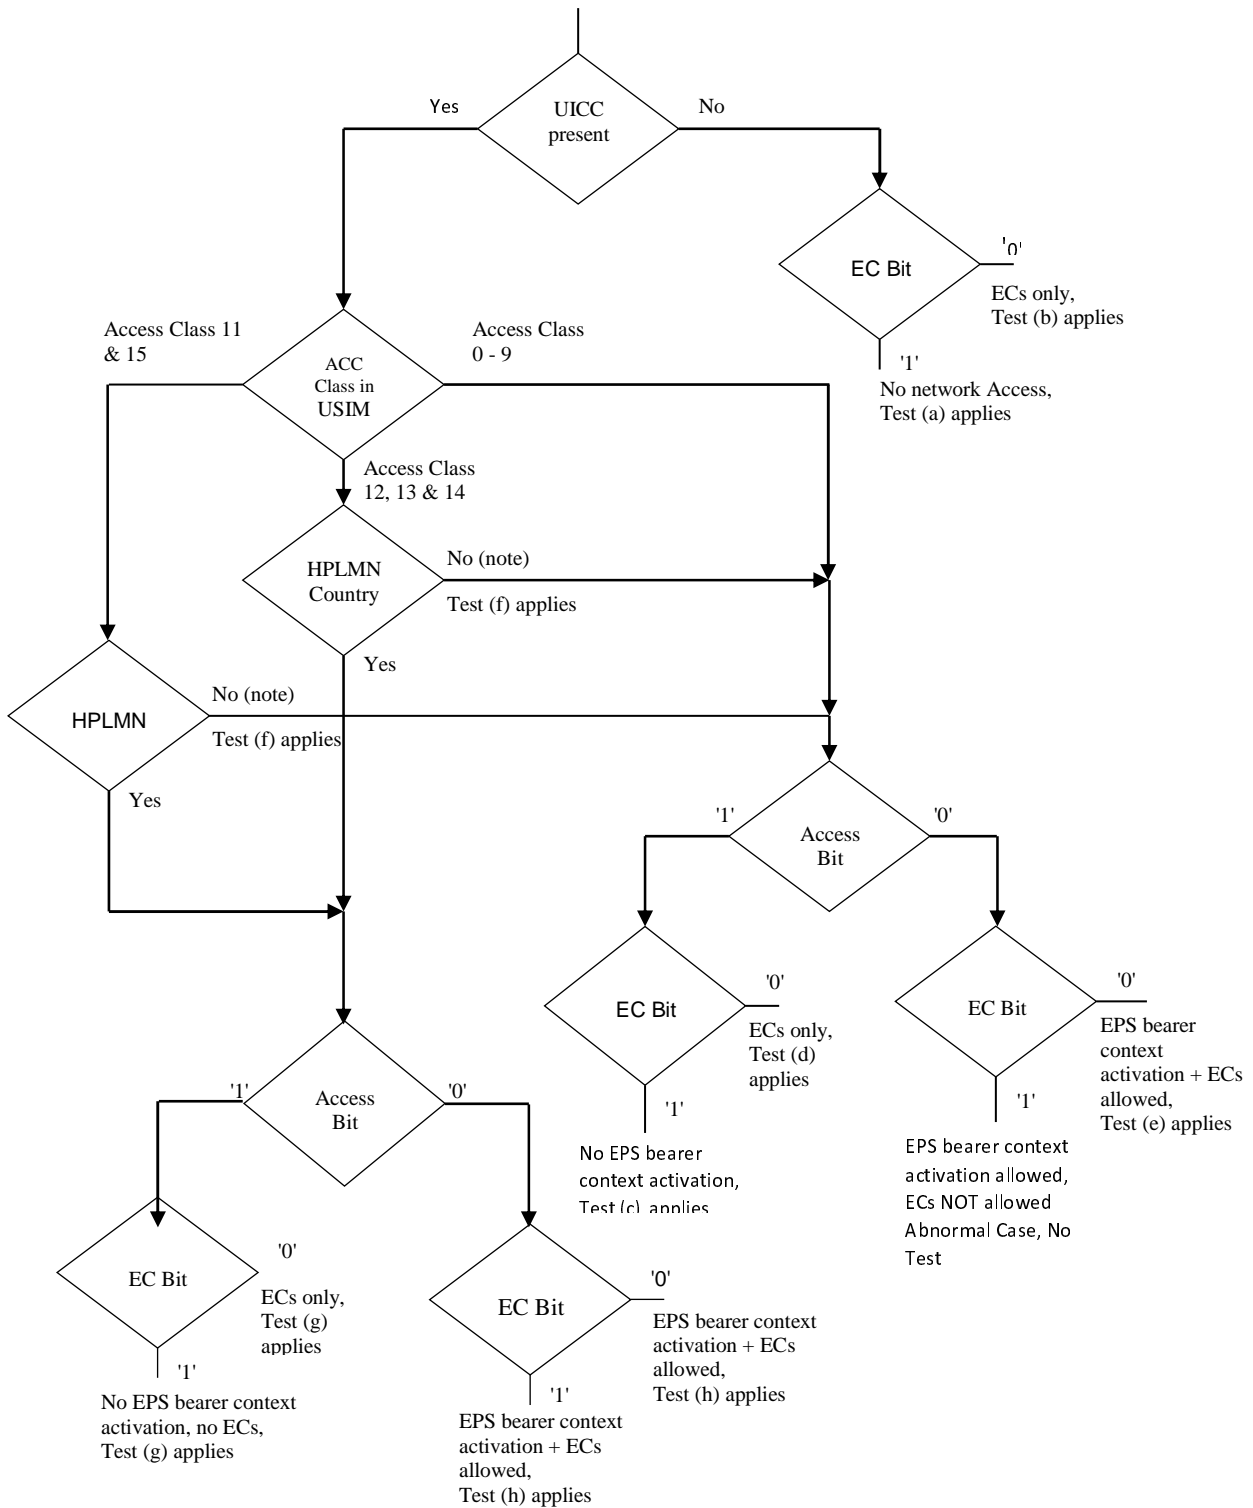 Yes
UICC
present
No
EC Bit
'0'
ECs only,
Test (b) applies
'1'
No network Access,
Test (a) applies
Access Class 11
& 15
ACC
Class in
USIM
Access Class
0 - 9
Access Class
12, 13 & 14
HPLMN
Country
No (note)
Test (f) applies
Yes
HPLMN
No (note)
Test (f) applies
Yes
'1'
Access
Bit
'0'
EC Bit
'0'
ECs only,
Test (d)
applies
'1'
No EPS bearer
context activation,
Test (c) applies
EC Bit
'0'
EPS bearer
context
activation + ECs
allowed,
Test (e) applies
'1'
EPS bearer context
activation allowed,
ECs NOT allowed
Abnormal Case, No
Test
'1'
Access
Bit
'0'
EC Bit
'0'
ECs only,
Test (g)
applies
'1'
No EPS bearer context
activation, no ECs,
Test (g) applies
EC Bit
'0'
EPS bearer context
activation + ECs
allowed,
Test (h) applies
'1'
EPS bearer context
activation + ECs
allowed,
Test (h) applies